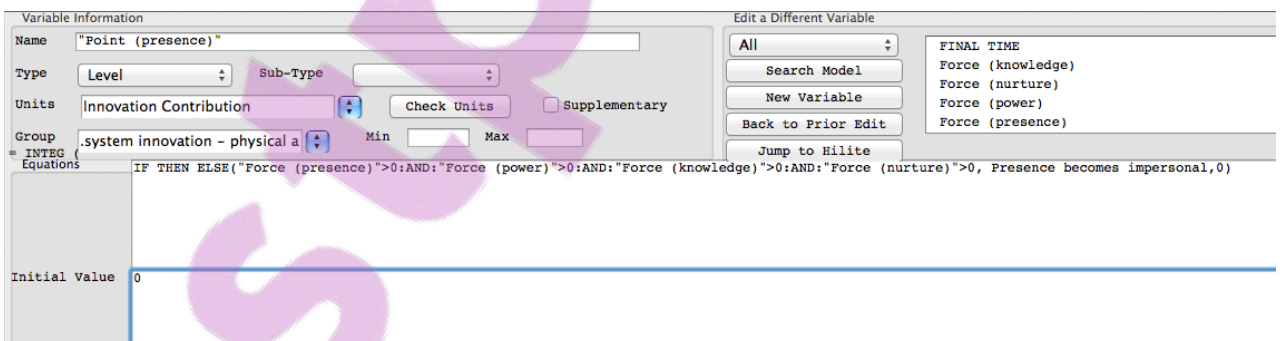 Variable Information
Edit a Different Variable
Name "Point (presence)"
All
FINAL TIME
Force (knowledge)
Force (nurture)
Force (power)
Force (presence)
Type Level Sub-Type
Search Model
Units Innovation Contribution Check Units Supplementary
New Variable
Group .system innovation - physical a Min Max
Back to Prior Edit
= INTEG (
Jump to Hilite
Equations
IF THEN ELSE("Force (presence)">0:AND:"Force (power)">0:AND:"Force (knowledge)">0:AND:"Force (nurture)">0, Presence becomes impersonal,0)
Initial Value 0